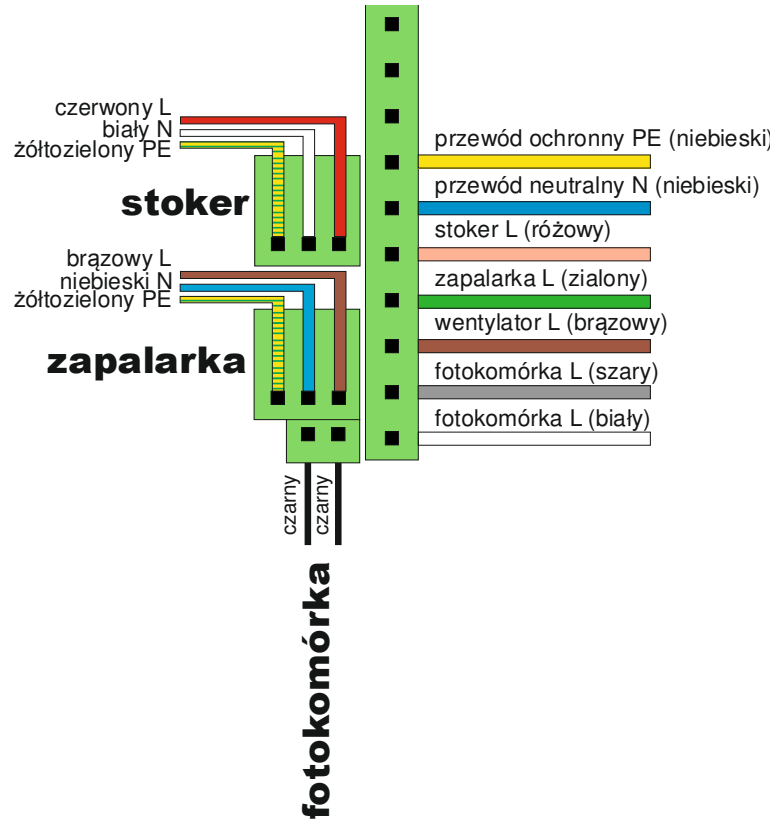 czerwony L
biały N
żółtozielony PE
stoker
brązowy L
niebieski N
żółtozielony PE
zapalarka
czarny
czarny
fotokomórka
przewód ochronny PE (niebieski)
przewód neutralny N (niebieski)
stoker L (różowy)
zapalarka L (zialony)
wentylator L (brązowy)
fotokomórka L (szary)
fotokomórka L (biały)